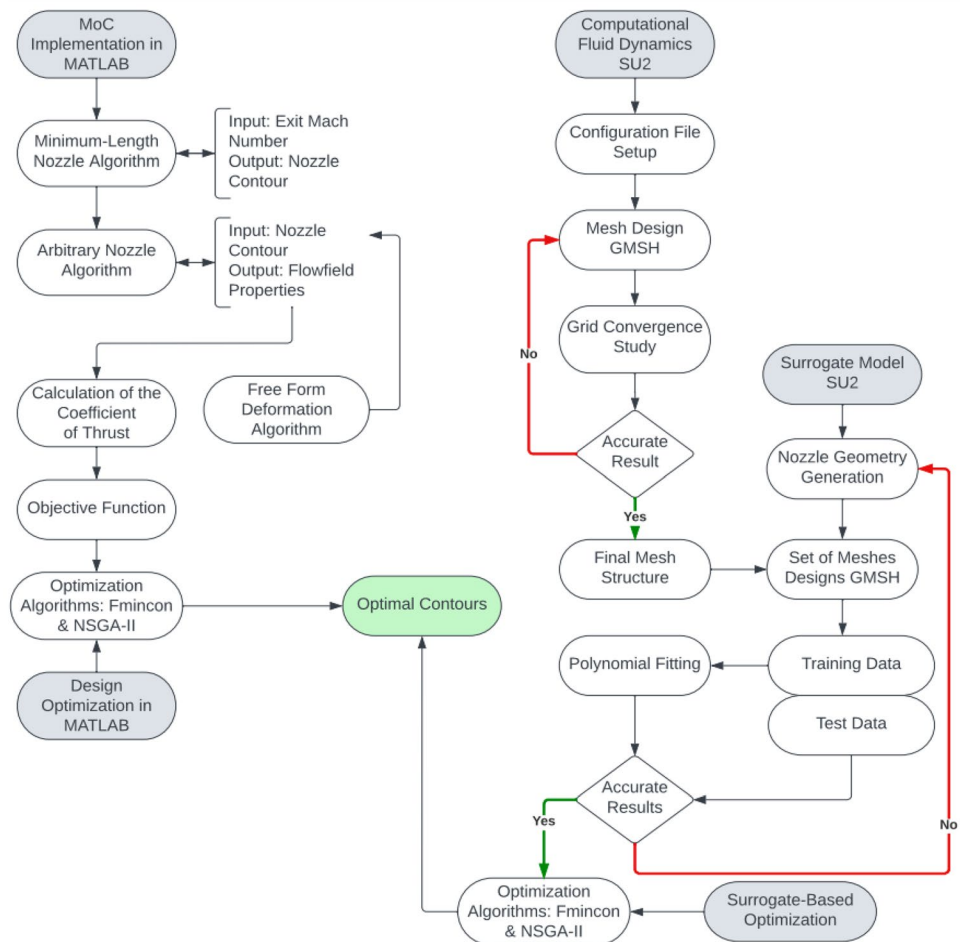 MoC
Implementation in
MATLAB
Minimum-Length
Nozzle Algorithm
Input: Exit Mach
Number
Output: Nozzle
Contour
Arbitrary Nozzle
Algorithm
Input: Nozzle
Contour
Output: Flowfield
Properties
Calculation of the
Coefficient
of Thrust
Free Form
Deformation
Algorithm
Objective Function
Optimization
Algorithms: Fmincon
& NSGA-II
Design
Optimization in
MATLAB
Optimal Contours
Computational
Fluid Dynamics
SU2
Configuration File
Setup
Mesh Design
GMSH
Grid Convergence
Study
No
Accurate
Result
Yes
Final Mesh
Structure
Surrogate Model
SU2
Nozzle Geometry
Generation
Set of Meshes
Designs GMSH
Polynomial Fitting
Training Data
Test Data
Accurate
Results
Yes
No
Optimization
Algorithms: Fmincon
& NSGA-II
Surrogate-Based
Optimization